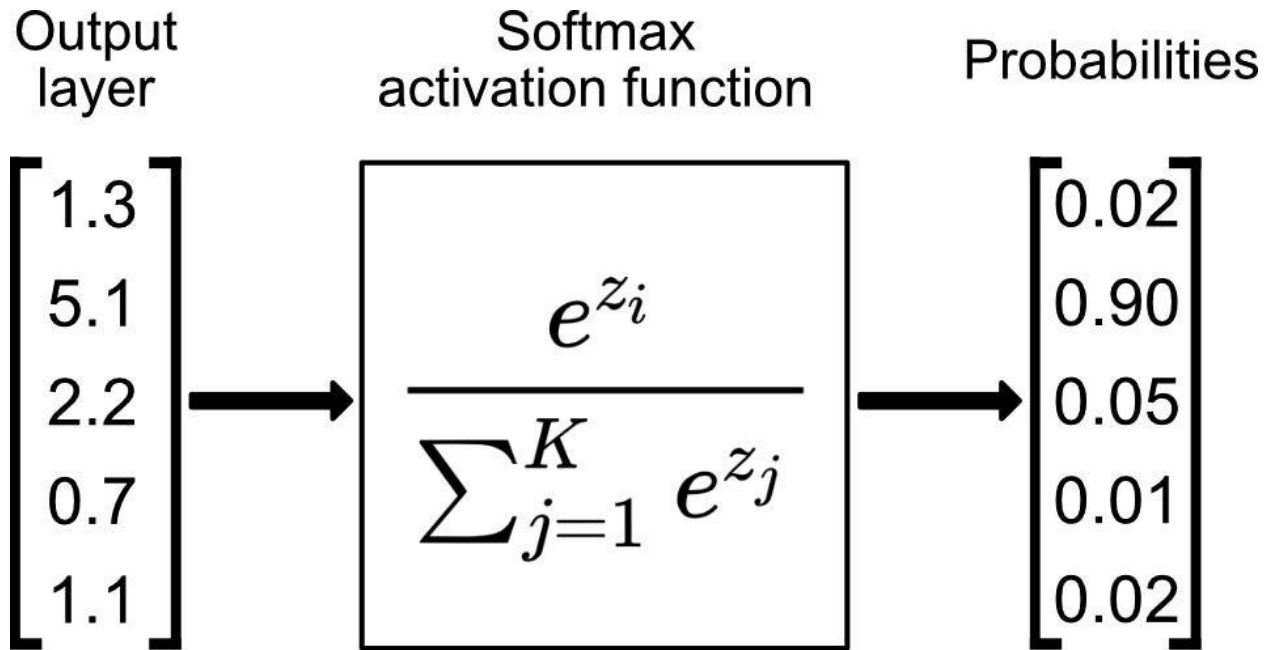 Output
layer
Softmax
activation function
Probabilities
1.3
5.1
2.2
0.7
1.1
e^{z_i}
∑_{j=1}^{K} e^{z_j}
0.02
0.90
0.05
0.01
0.02